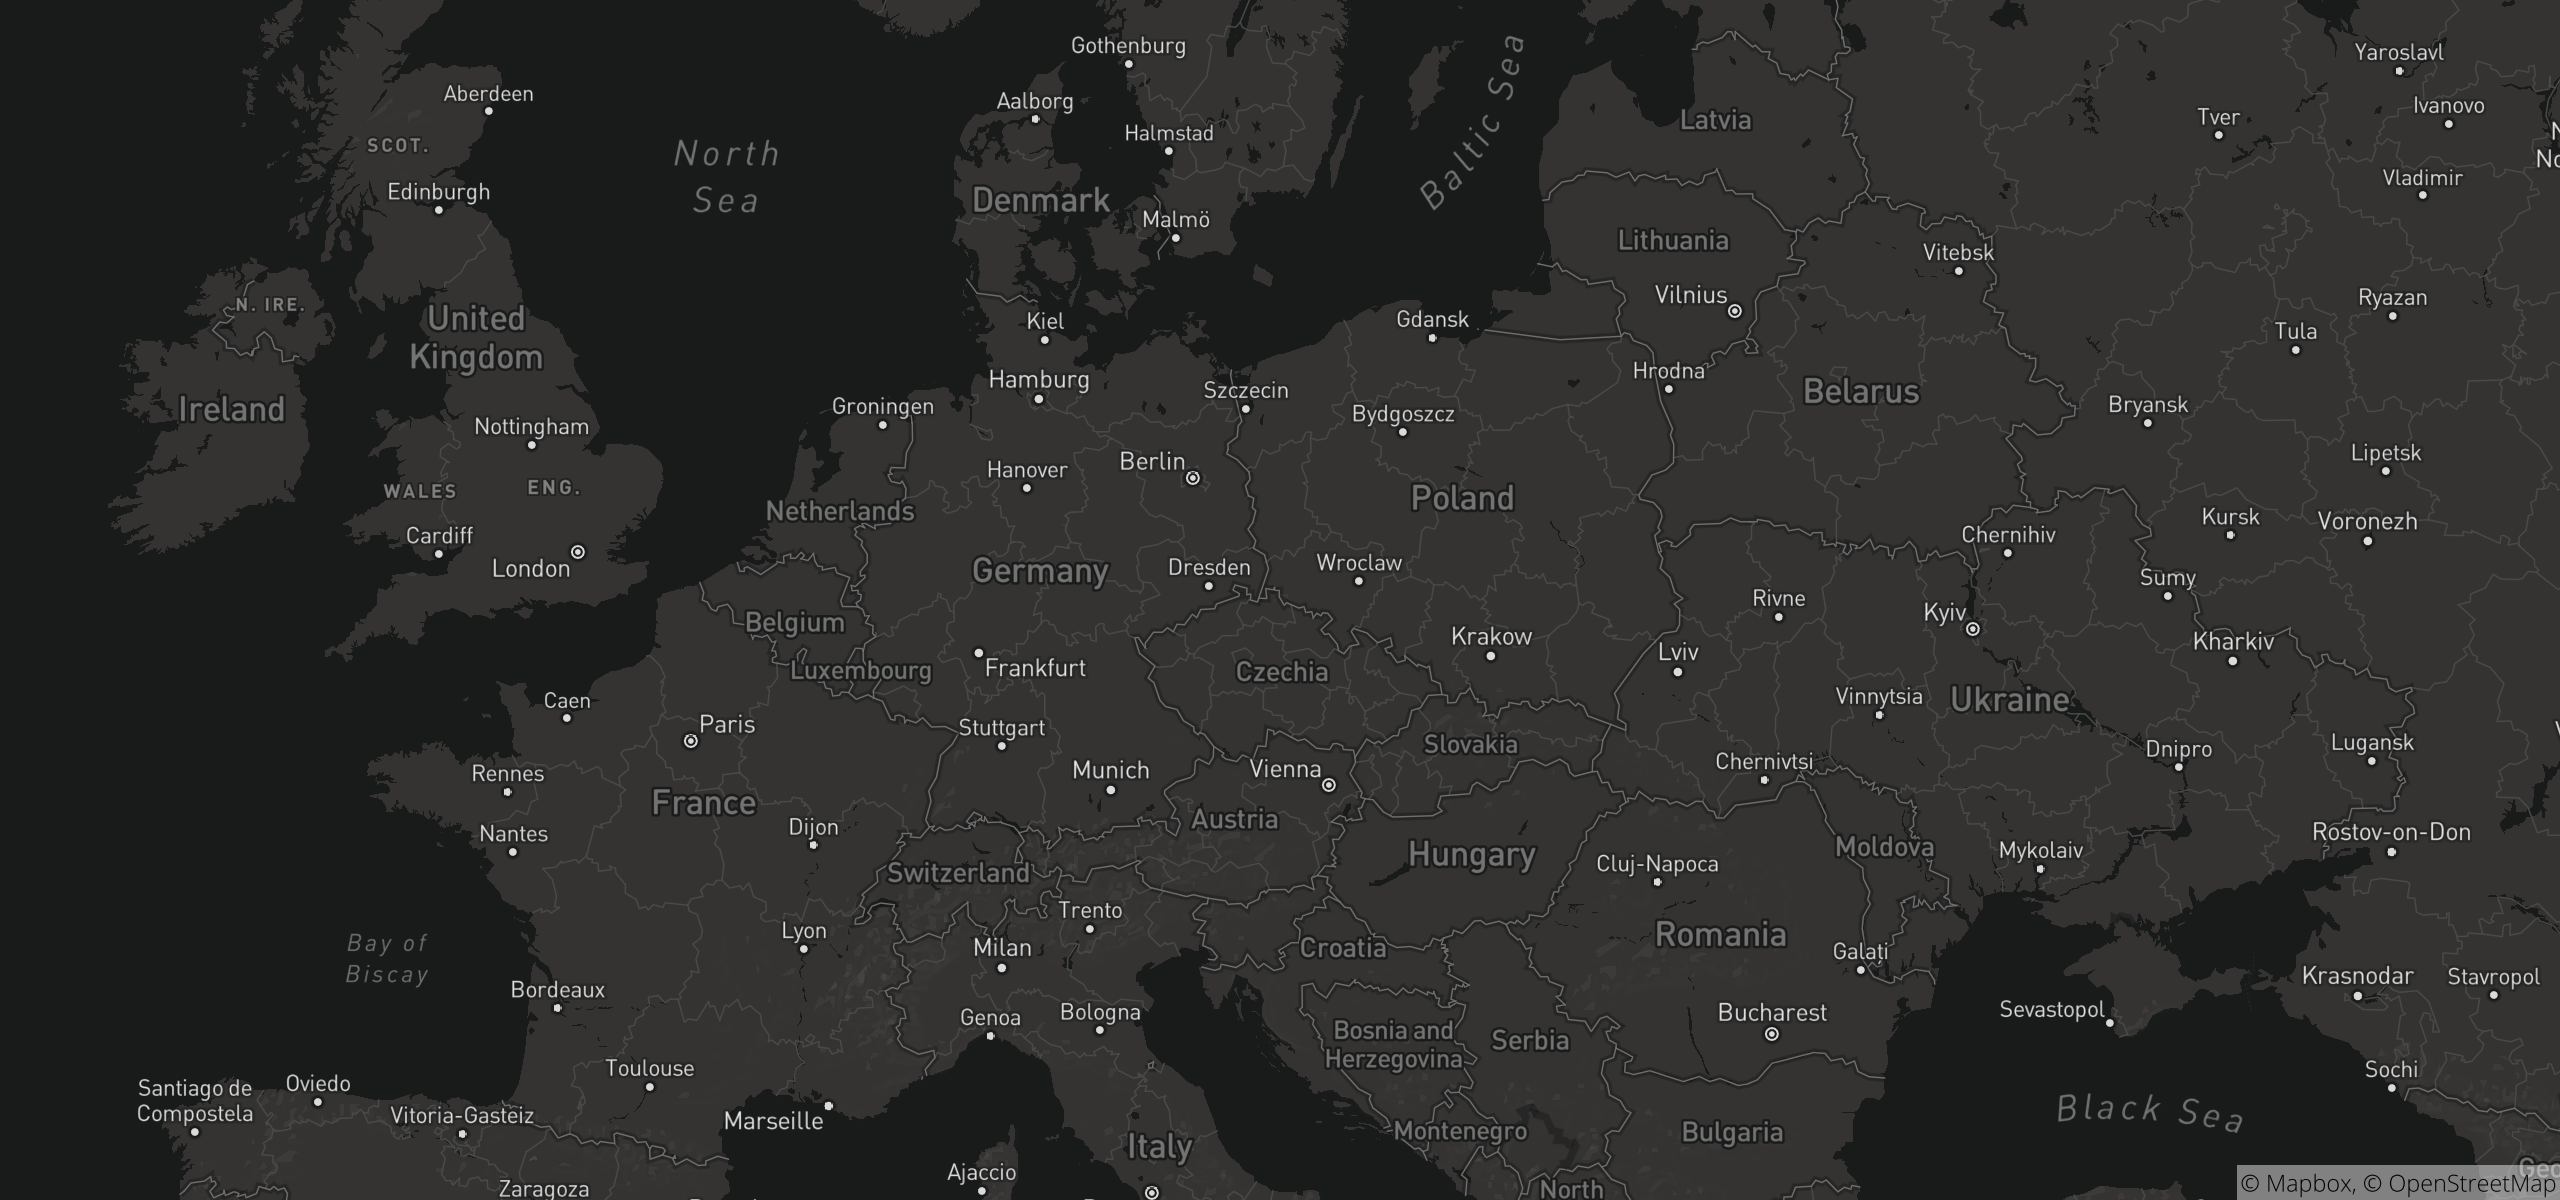 Gothenburg
Yaroslavl
Aberdeen
Aalborg
Ivanovo
North
Sea
Baltic Sea
Latvia
Tver
Halmstad
SCOT.
Edinburgh
Denmark
Vladimir
Malmö
Lithuania
Vitebsk
N. IRE.
Vilnius
Ryazan
United
Kingdom
Kiel
Gdansk
Tula
Hrodna
Hamburg
Szczecin
Belarus
Ireland
Groningen
Bydgoszcz
Bryansk
Nottingham
Hanover
Berlin
Lipetsk
WALES
ENG.
Netherlands
Poland
Kursk
Voronezh
Cardiff
London
Chernihiv
Germany
Dresden
Wroclaw
Sumy
Belgium
Rivne
Kyiv
Luxembourg
Frankfurt
Czechia
Krakow
Lviv
Kharkiv
Caen
Paris
Stuttgart
Vinnytsia
Ukraine
Slovakia
Lugansk
Rennes
Munich
Vienna
Chernivtsi
Dnipro
France
Nantes
Dijon
Austria
Rostov-on-Don
Switzerland
Hungary
Cluj-Napoca
Moldova
Mykolaiv
Trento
Lyon
Milan
Croatia
Romania
Galați
Bay of
Biscay
Bordeaux
Krasnodar
Stavropol
Genoa
Bologna
Bosnia and
Herzegovina
Serbia
Bucharest
Sevastopol
Toulouse
Sochi
Santiago de
Compostela
Oviedo
Vitoria-Gasteiz
Marseille
Italy
Montenegro
Bulgaria
Black Sea
Ajaccio
Zaragoza
North
© Mapbox, © OpenStreetMap